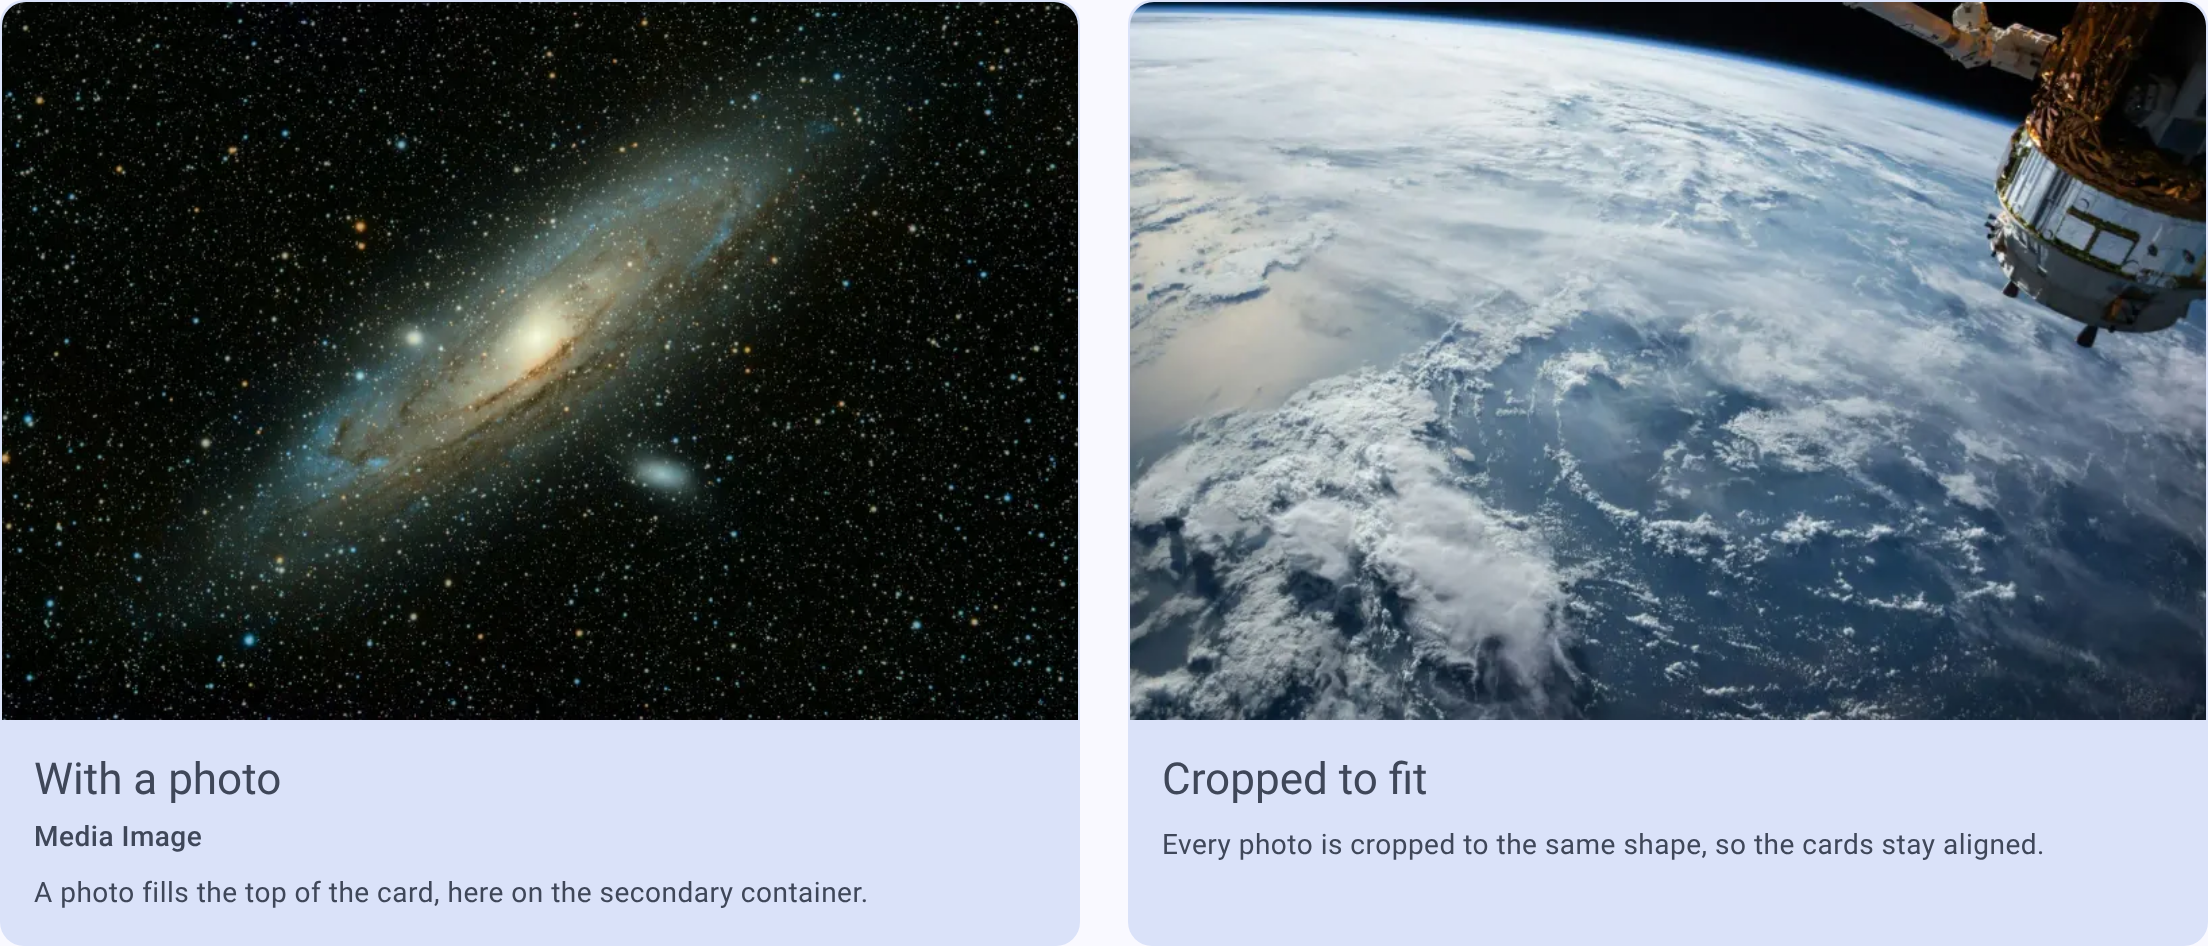 With a photo
Media Image
A photo fills the top of the card, here on the secondary container.
Cropped to fit
Every photo is cropped to the same shape, so the cards stay aligned.